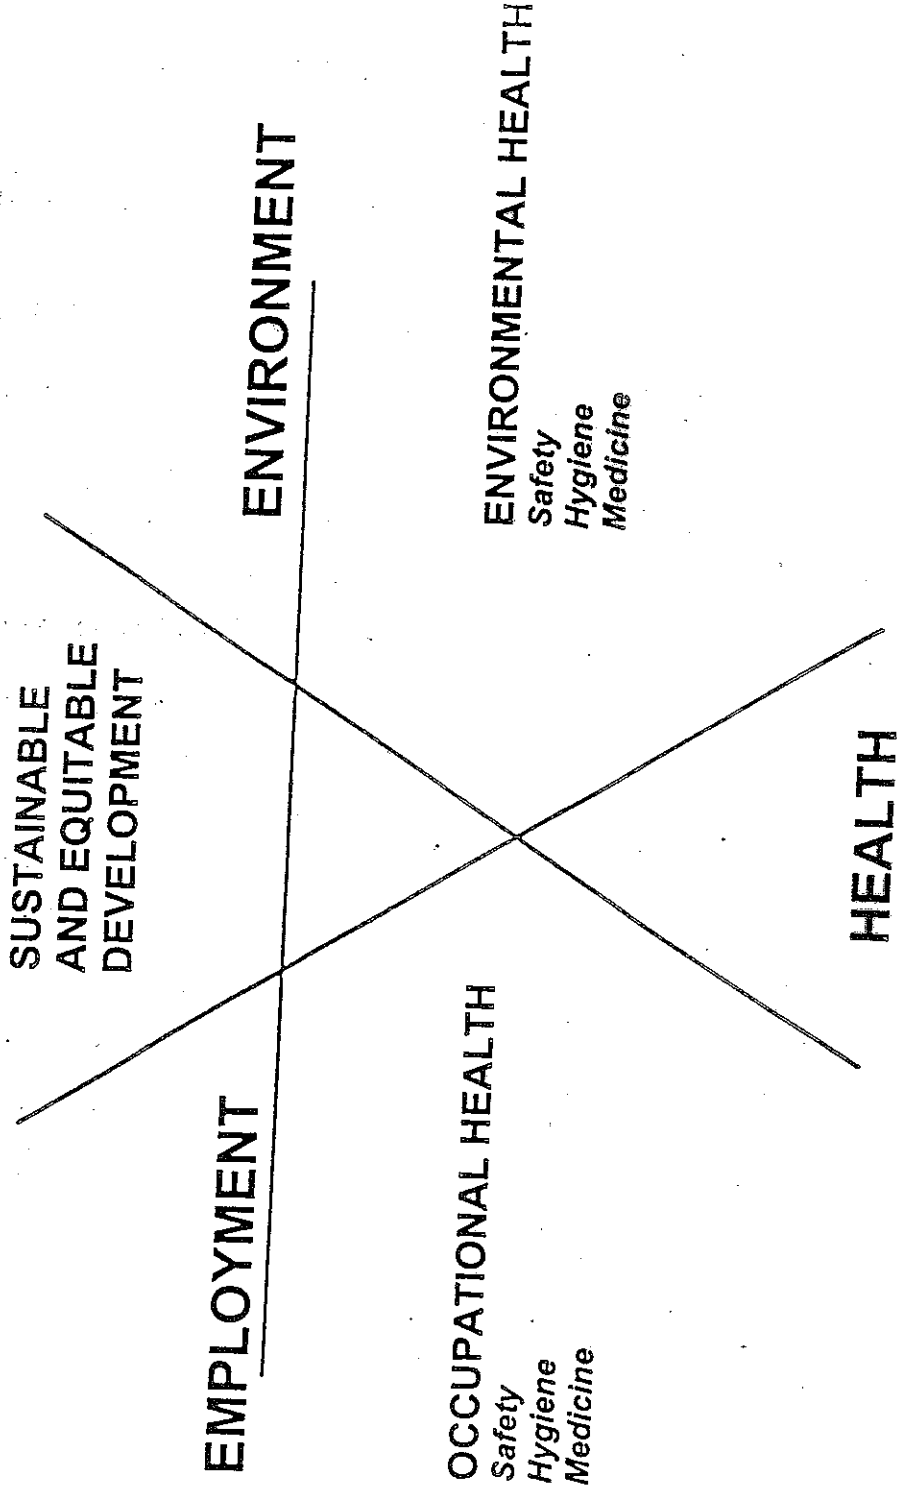 SUSTAINABLE
AND EQUITABLE
DEVELOPMENT
EMPLOYMENT
ENVIRONMENT
OCCUPATIONAL HEALTH
Safety
Hygiene
Medicine
ENVIRONMENTAL HEALTH
Safety
Hygiene
Medicine
HEALTH